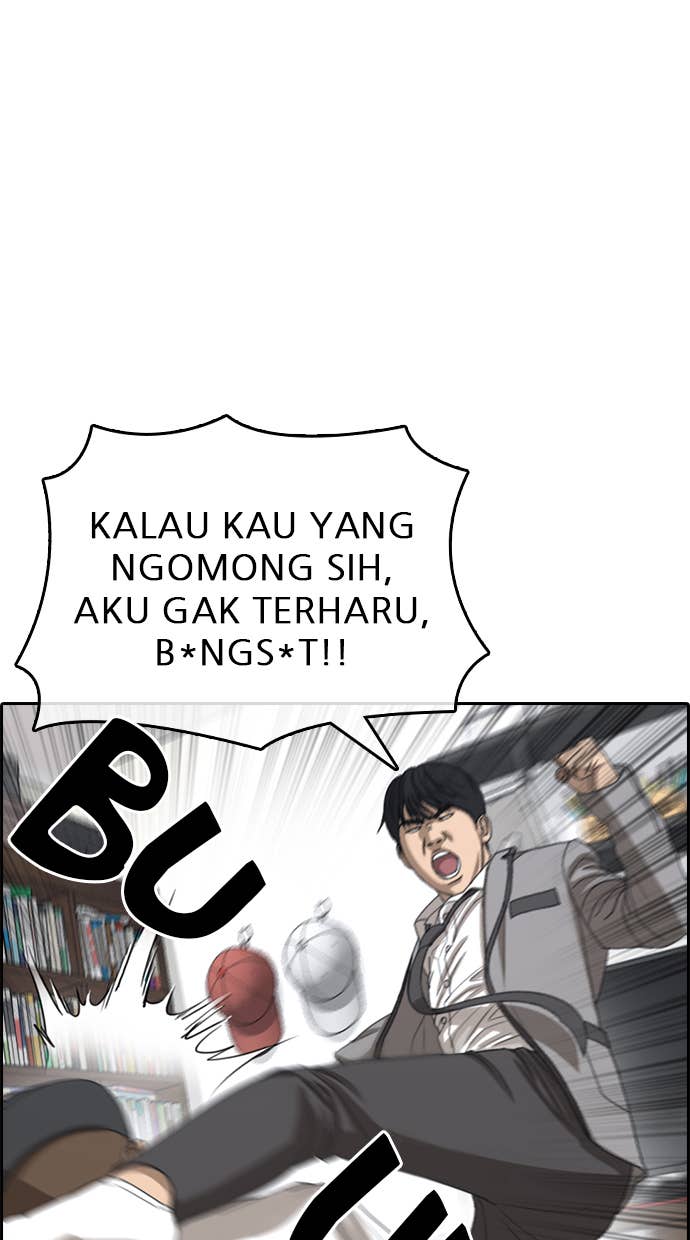 KALAU KAU YANG
NGOMONG SIH,
AKU GAK TERHARU,
B*NGS*T!!
BU